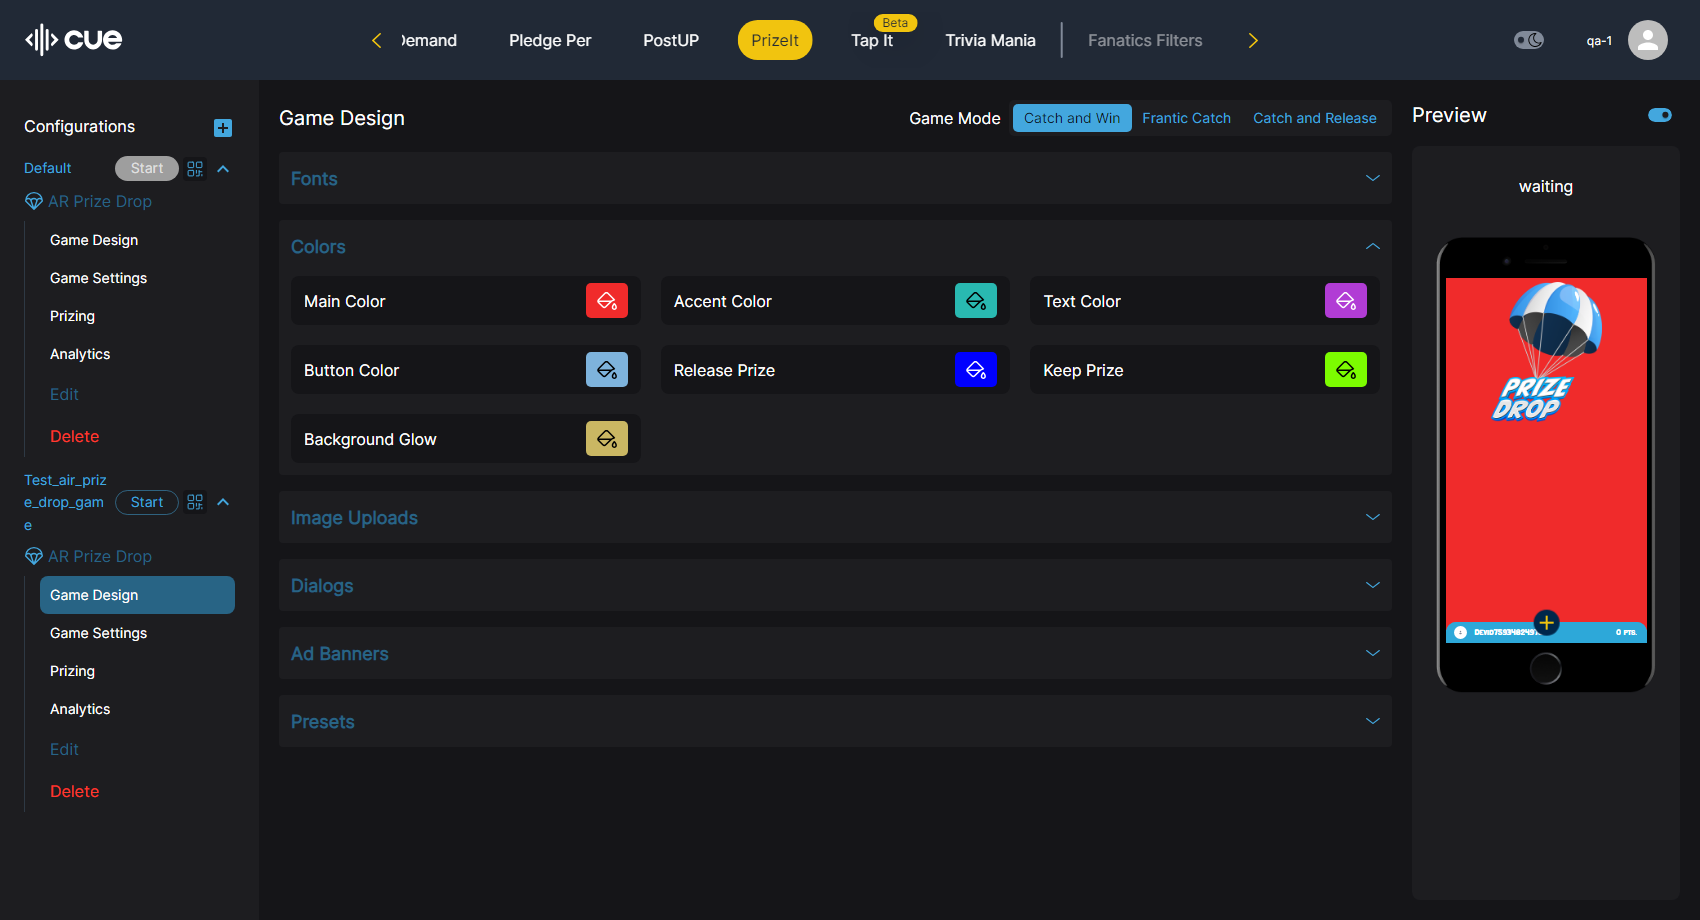 cue
Demand
Pledge Per
PostUP
PrizeIt
Beta
Tap It
Trivia Mania
Fanatics Filters
qa-1
Configurations
Default
Start
AR Prize Drop
Game Design
Game Settings
Prizing
Analytics
Edit
Delete
Test_air_priz
e_drop_gam
e
Start
AR Prize Drop
Game Design
Game Settings
Prizing
Analytics
Edit
Delete
Game Design
Game Mode
Catch and Win
Frantic Catch
Catch and Release
Fonts
Colors
Main Color
Accent Color
Text Color
Button Color
Release Prize
Keep Prize
Background Glow
Image Uploads
Dialogs
Ad Banners
Presets
Preview
waiting
PRIZE
DROP
0 PTS.